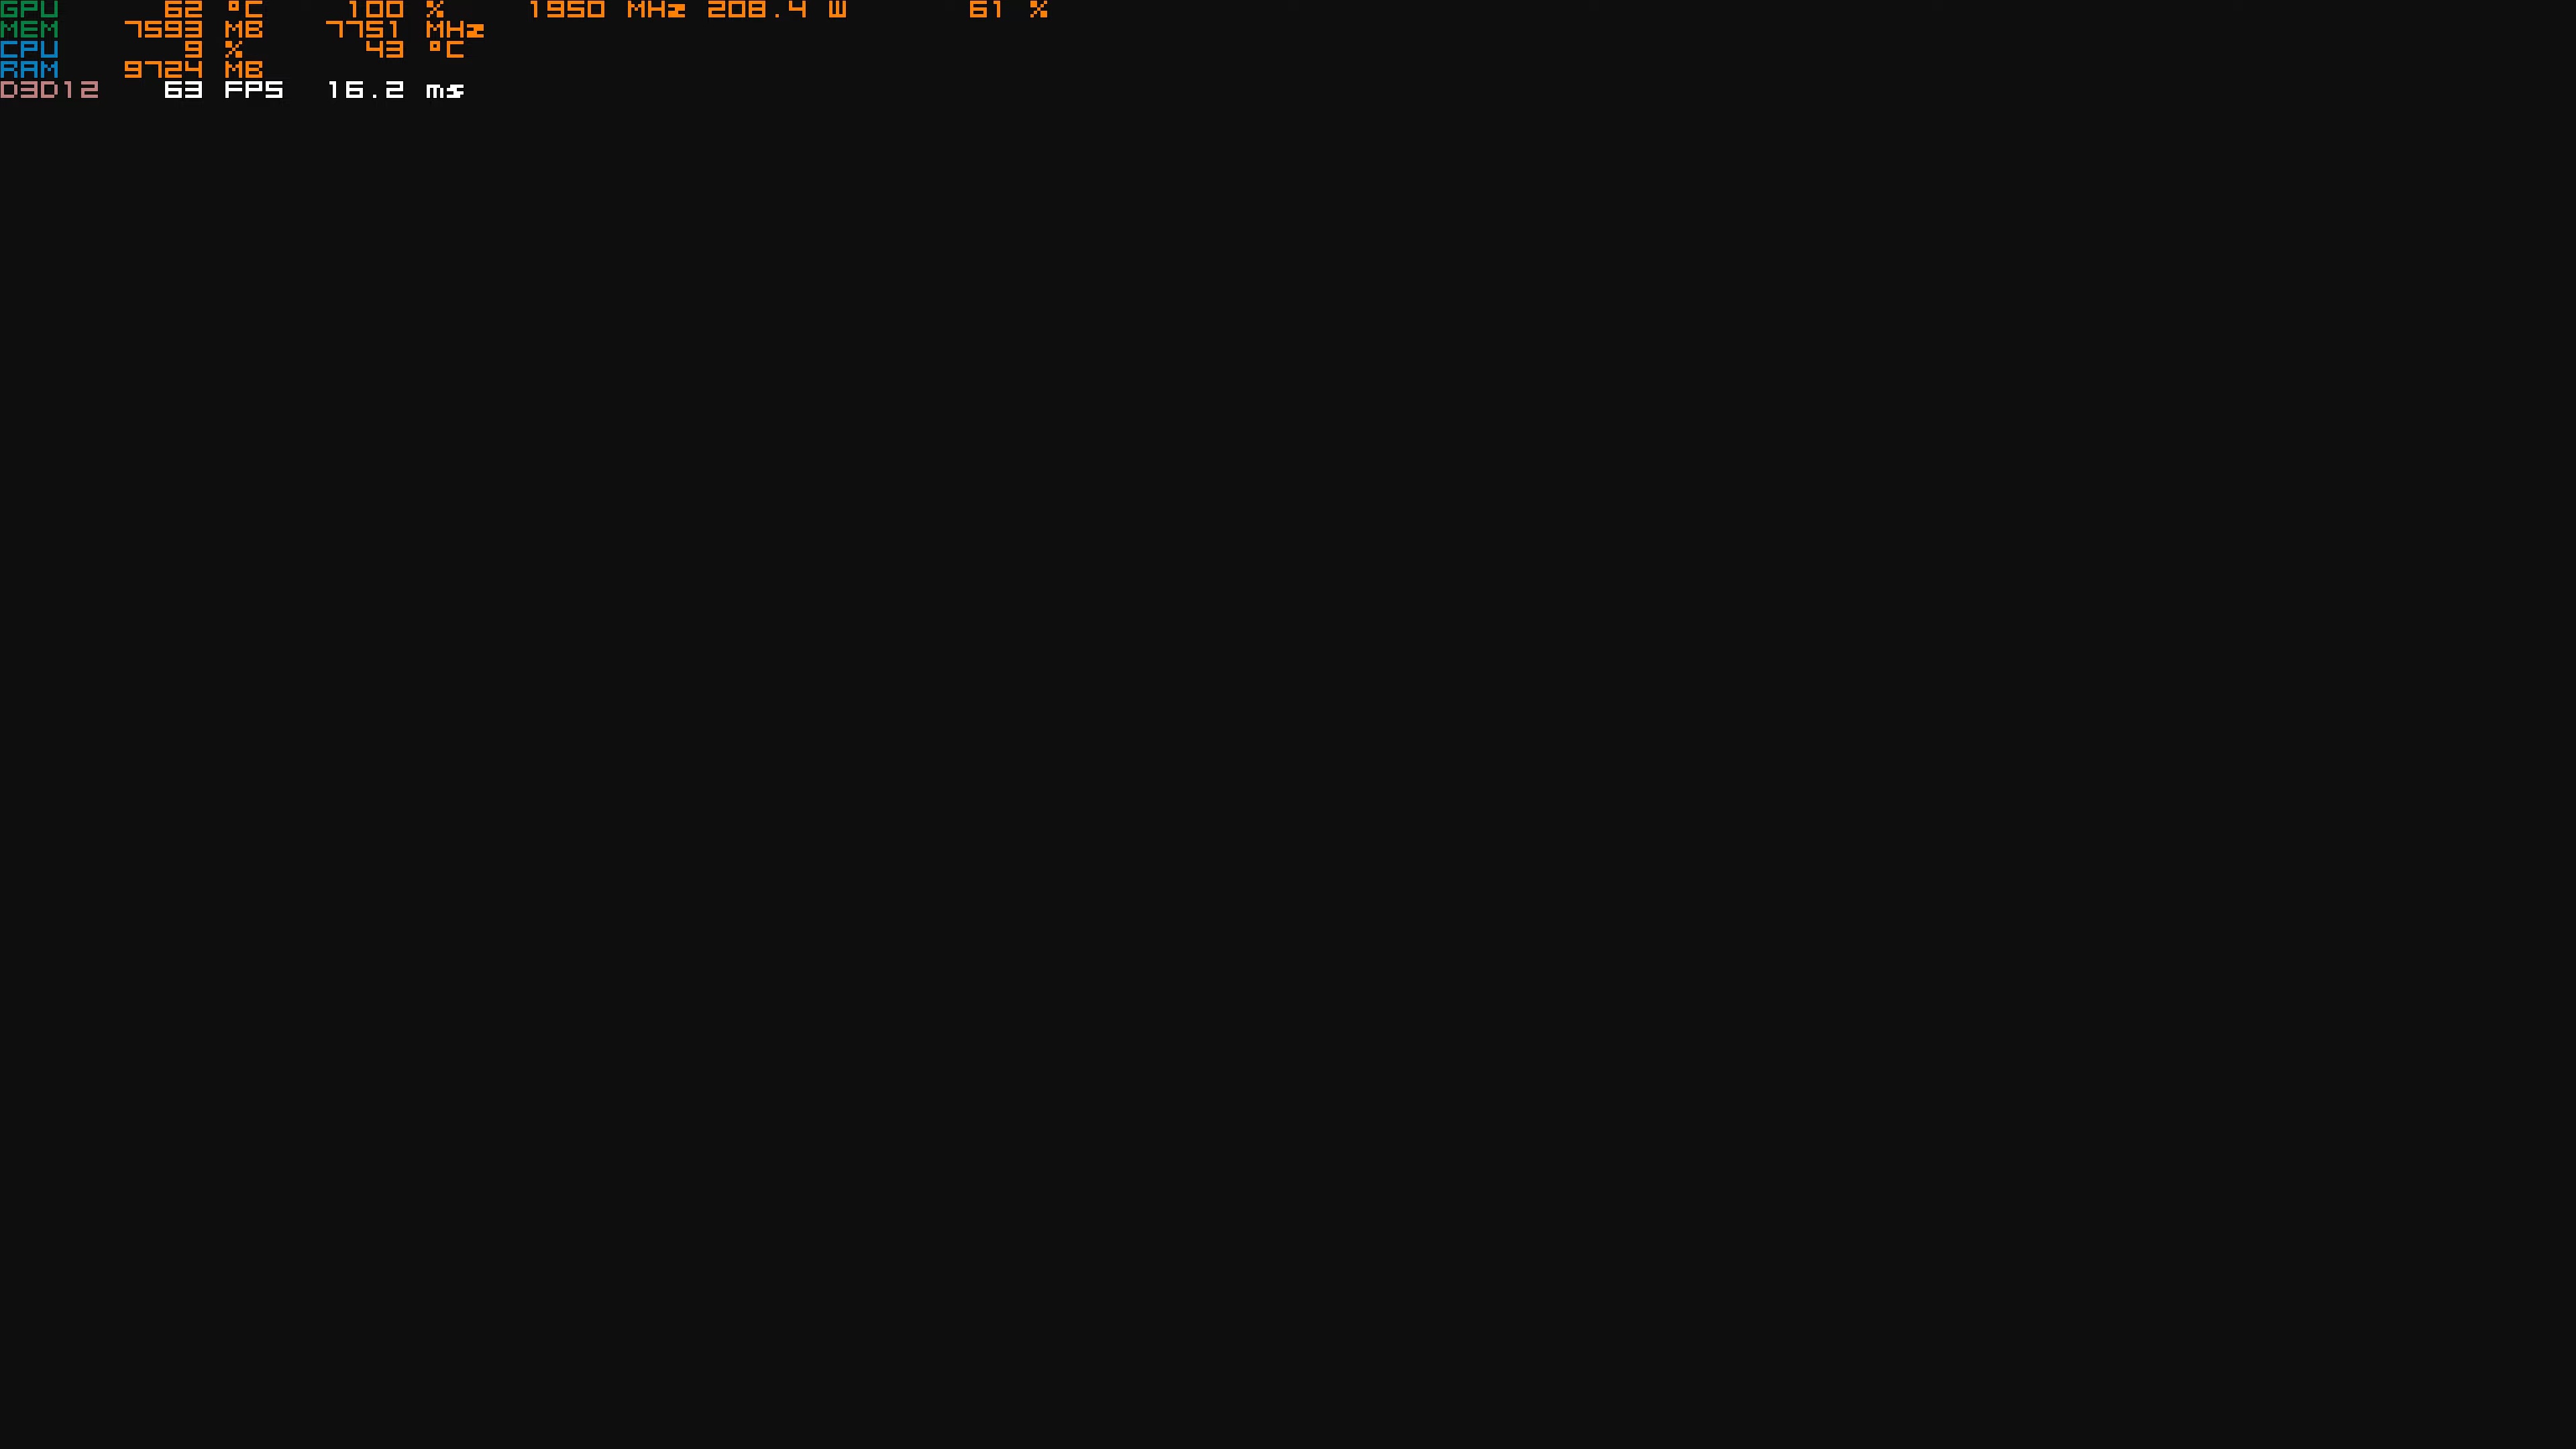 GPU 62 °C 100 % 1950 MHz 208.4 W 61 %
MEM 7593 MB 7751 MHz
CPU 9 % 43 °C
RAM 9724 MB
D3D12 63 FPS 16.2 ms